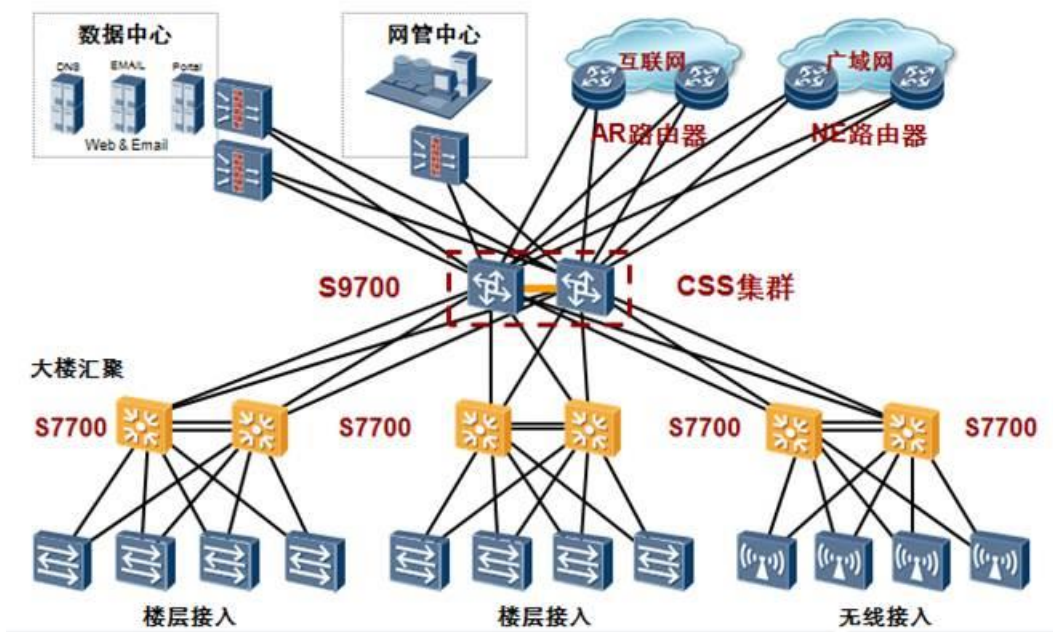 数据中心
DNS
EMAIL
Portal
Web & Email
网管中心
互联网
广域网
AR路由器
NE路由器
S9700
CSS集群
大楼汇聚
S7700
S7700
S7700
S7700
楼层接入
楼层接入
无线接入